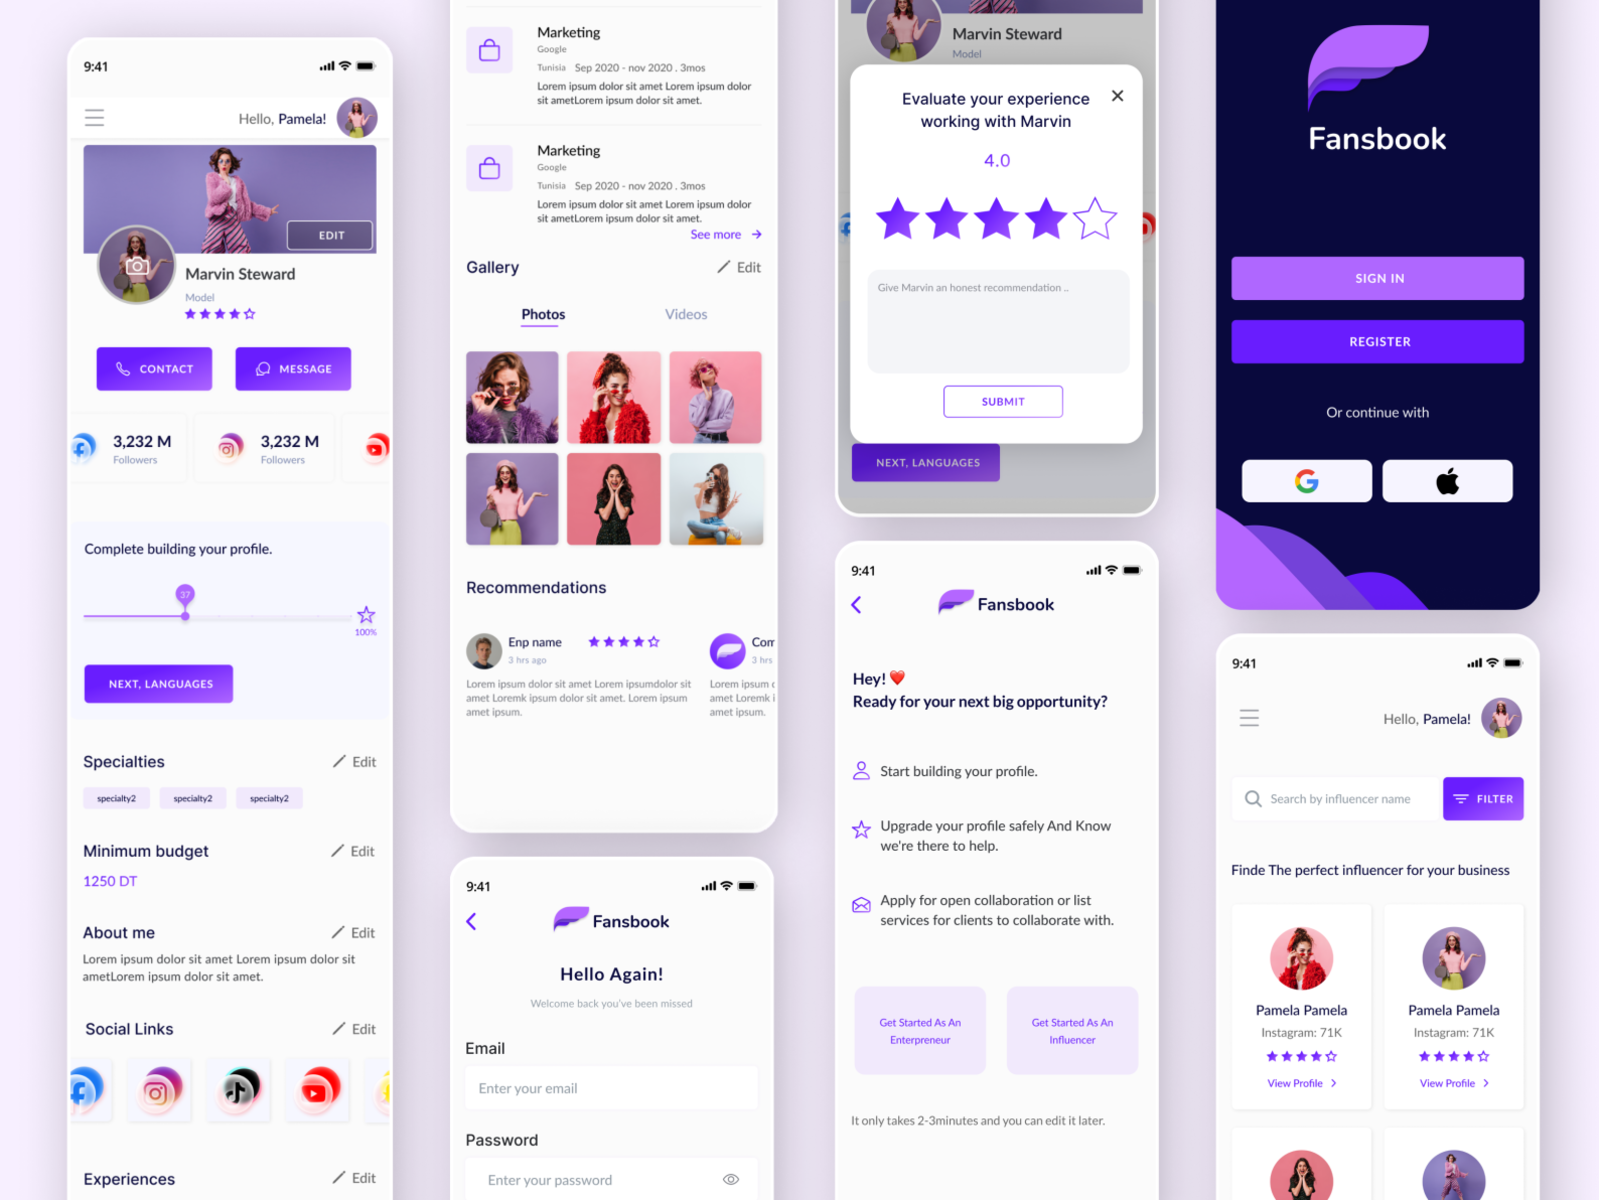 9:41
Hello, Pamela!
EDIT
Marvin Steward
Model
CONTACT
MESSAGE
3,232 M
Followers
3,232 M
Followers
Complete building your profile.
37
100%
NEXT, LANGUAGES
Specialties
Edit
specialty2
specialty2
specialty2
Minimum budget
Edit
1250 DT
About me
Edit
Lorem ipsum dolor sit amet Lorem ipsum dolor sit
ametLorem ipsum dolor sit amet.
Social Links
Edit
Experiences
Edit
Marketing
Google
Tunisia Sep 2020 - nov 2020 . 3mos
Lorem ipsum dolor sit amet Lorem ipsum dolor
sit ametLorem ipsum dolor sit amet.
Marketing
Google
Tunisia Sep 2020 - nov 2020 . 3mos
Lorem ipsum dolor sit amet Lorem ipsum dolor
sit ametLorem ipsum dolor sit amet.
See more
Gallery
Edit
Photos
Videos
Recommendations
Enp name
3 hrs ago
Lorem ipsum dolor sit amet Lorem ipsumdolor sit
amet Loremk ipsum dolor sit amet. Lorem ipsum
amet ipsum.
Com
3 hrs
Lorem ipsum
amet Loremk i
amet ipsum.
9:41
Fansbook
Hello Again!
Welcome back you've been missed
Email
Enter your email
Password
Enter your password
Marvin Steward
Model
Evaluate your experience
working with Marvin
4.0
Give Marvin an honest recommendation ..
SUBMIT
NEXT, LANGUAGES
9:41
Fansbook
Hey! ❤️
Ready for your next big opportunity?
Start building your profile.
Upgrade your profile safely And Know
we're there to help.
Apply for open collaboration or list
services for clients to collaborate with.
Get Started As An
Enterpreneur
Get Started As An
Influencer
It only takes 2-3minutes and you can edit it later.
Fansbook
SIGN IN
REGISTER
Or continue with
9:41
Hello, Pamela!
Search by influencer name
FILTER
Finde The perfect influencer for your business
Pamela Pamela
Instagram: 71K
View Profile
Pamela Pamela
Instagram: 71K
View Profile